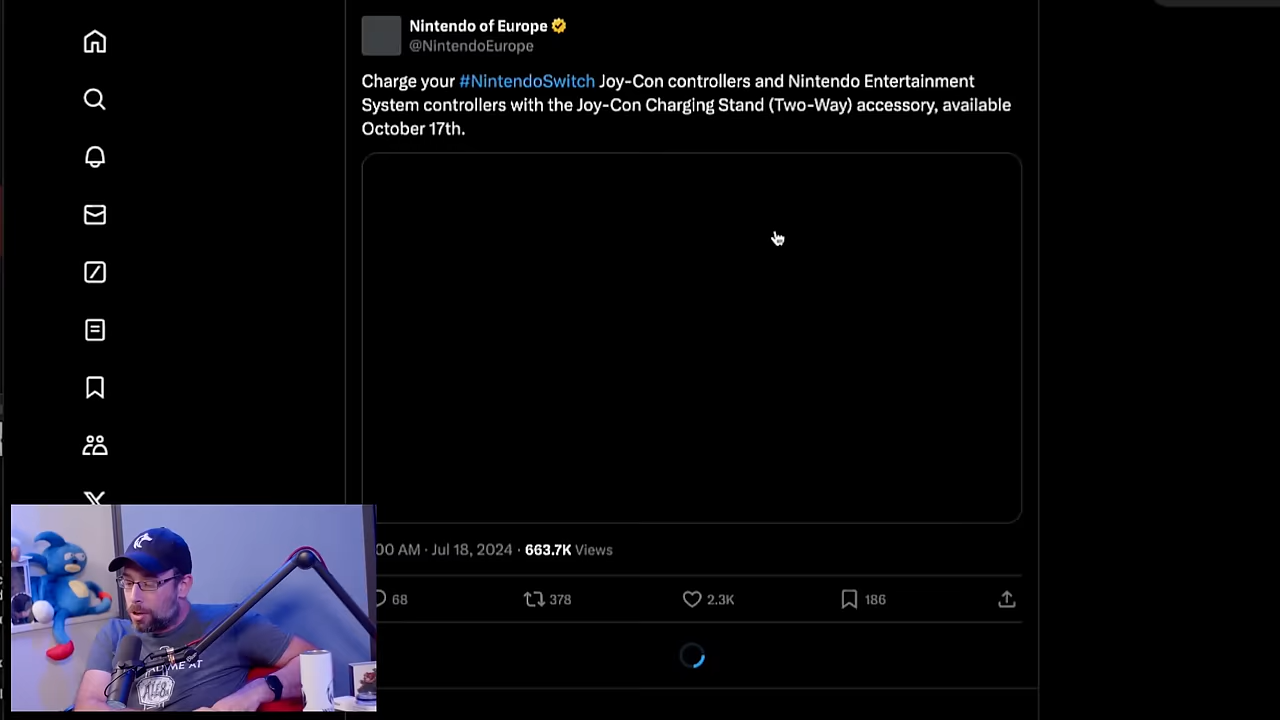 Nintendo of Europe
@NintendoEurope
Charge your #NintendoSwitch Joy-Con controllers and Nintendo Entertainment
System controllers with the Joy-Con Charging Stand (Two-Way) accessory, available
October 17th.
00 AM · Jul 18, 2024 · 663.7K Views
68 378 2.3K 186
ME AT